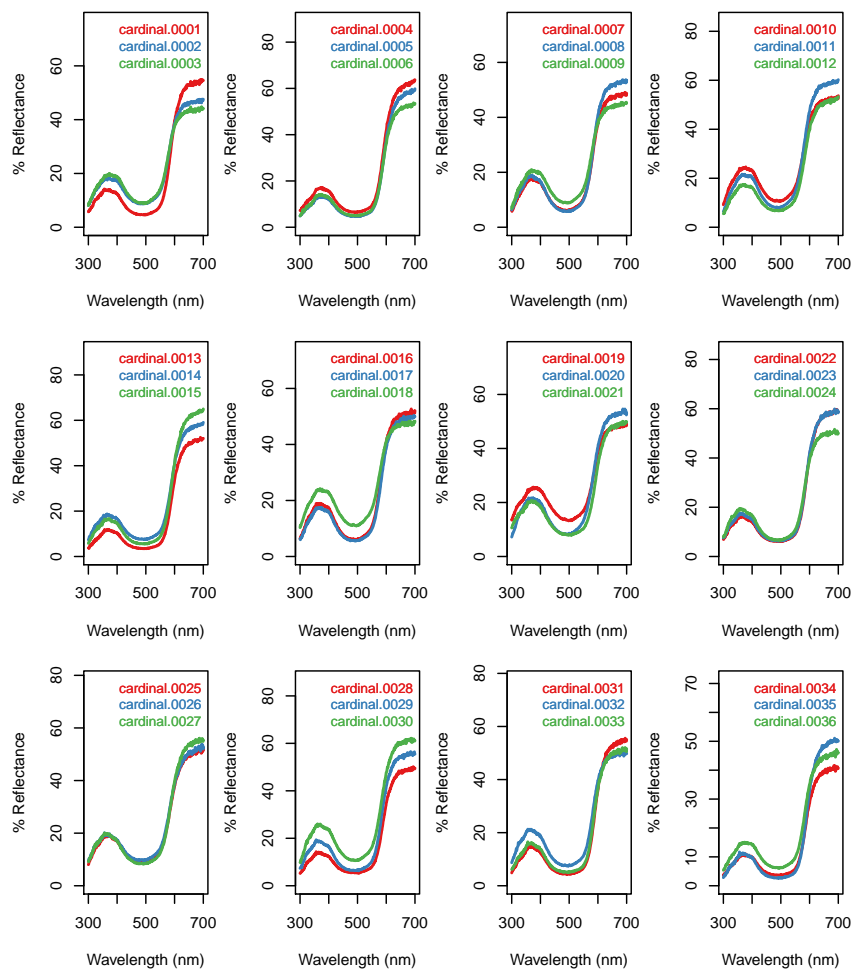 cardinal.0001
cardinal.0002
cardinal.0003
% Reflectance
0 20 40 60
300 500 700
Wavelength (nm)
cardinal.0004
cardinal.0005
cardinal.0006
% Reflectance
0 20 40 60 80
300 500 700
Wavelength (nm)
cardinal.0007
cardinal.0008
cardinal.0009
% Reflectance
0 20 40 60
300 500 700
Wavelength (nm)
cardinal.0010
cardinal.0011
cardinal.0012
% Reflectance
0 20 40 60 80
300 500 700
Wavelength (nm)
cardinal.0013
cardinal.0014
cardinal.0015
% Reflectance
0 20 40 60 80
300 500 700
Wavelength (nm)
cardinal.0016
cardinal.0017
cardinal.0018
% Reflectance
0 20 40 60
300 500 700
Wavelength (nm)
cardinal.0019
cardinal.0020
cardinal.0021
% Reflectance
0 20 40 60
300 500 700
Wavelength (nm)
cardinal.0022
cardinal.0023
cardinal.0024
% Reflectance
0 20 40 60 80
300 500 700
Wavelength (nm)
cardinal.0025
cardinal.0026
cardinal.0027
% Reflectance
0 20 40 60 80
300 500 700
Wavelength (nm)
cardinal.0028
cardinal.0029
cardinal.0030
% Reflectance
0 20 40 60 80
300 500 700
Wavelength (nm)
cardinal.0031
cardinal.0032
cardinal.0033
% Reflectance
0 20 40 60 80
300 500 700
Wavelength (nm)
cardinal.0034
cardinal.0035
cardinal.0036
% Reflectance
0 10 30 50 70
300 500 700
Wavelength (nm)